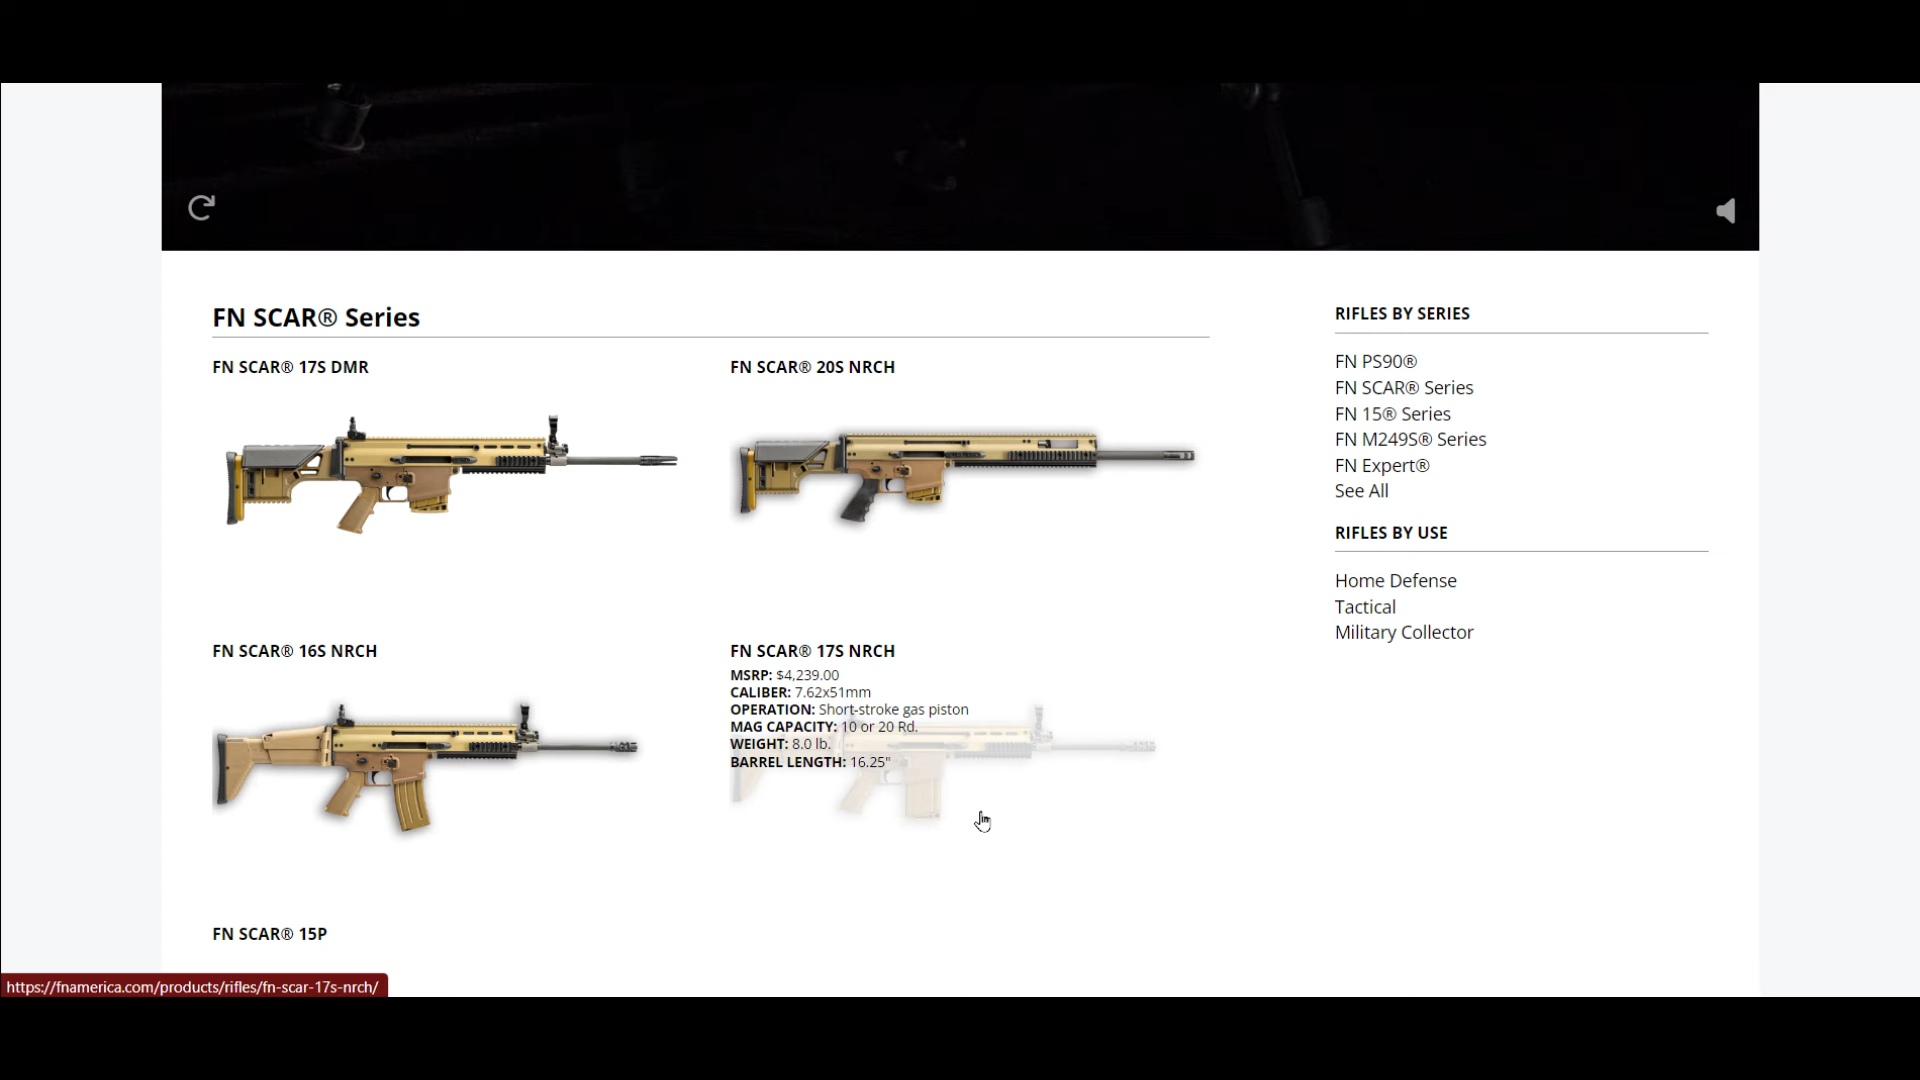 FN SCAR® Series
FN SCAR® 17S DMR
FN SCAR® 20S NRCH
FN SCAR® 16S NRCH
FN SCAR® 17S NRCH
MSRP: $4,239.00
CALIBER: 7.62x51mm
OPERATION: Short-stroke gas piston
MAG CAPACITY: 10 or 20 Rd.
WEIGHT: 8.0 lb.
BARREL LENGTH: 16.25"
FN SCAR® 15P
RIFLES BY SERIES
FN PS90®
FN SCAR® Series
FN 15® Series
FN M249S® Series
FN Expert®
See All
RIFLES BY USE
Home Defense
Tactical
Military Collector
https://fnamerica.com/products/rifles/fn-scar-17s-nrch/